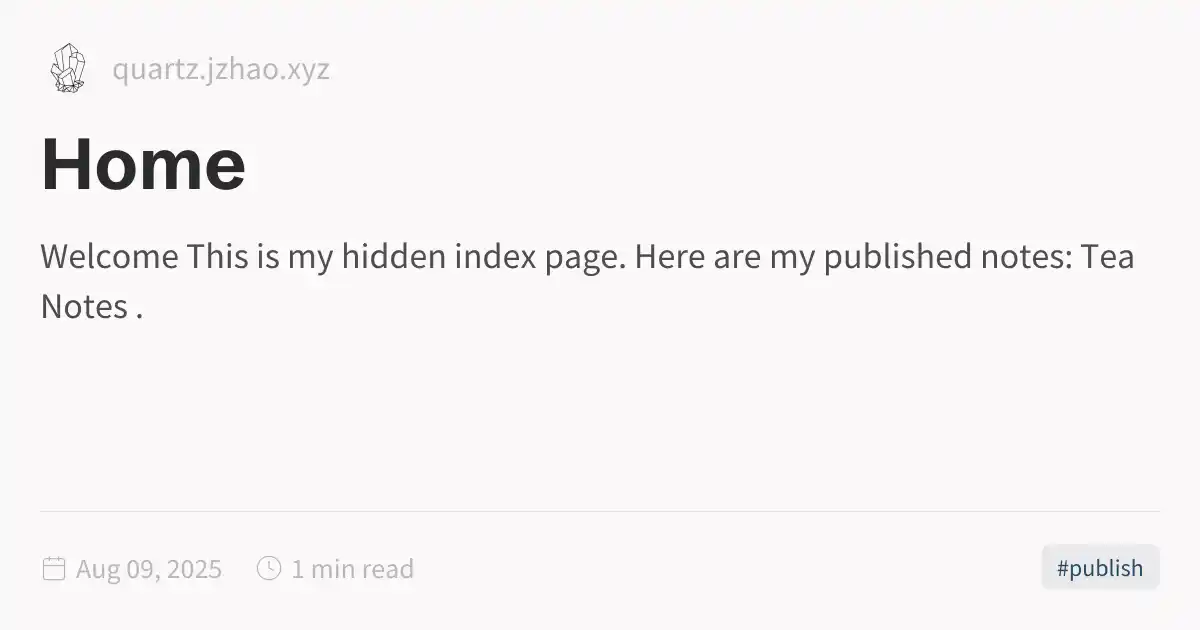 quartz.jzhao.xyz
Home
Welcome This is my hidden index page. Here are my published notes: Tea
Notes .
Aug 09, 2025 1 min read #publish